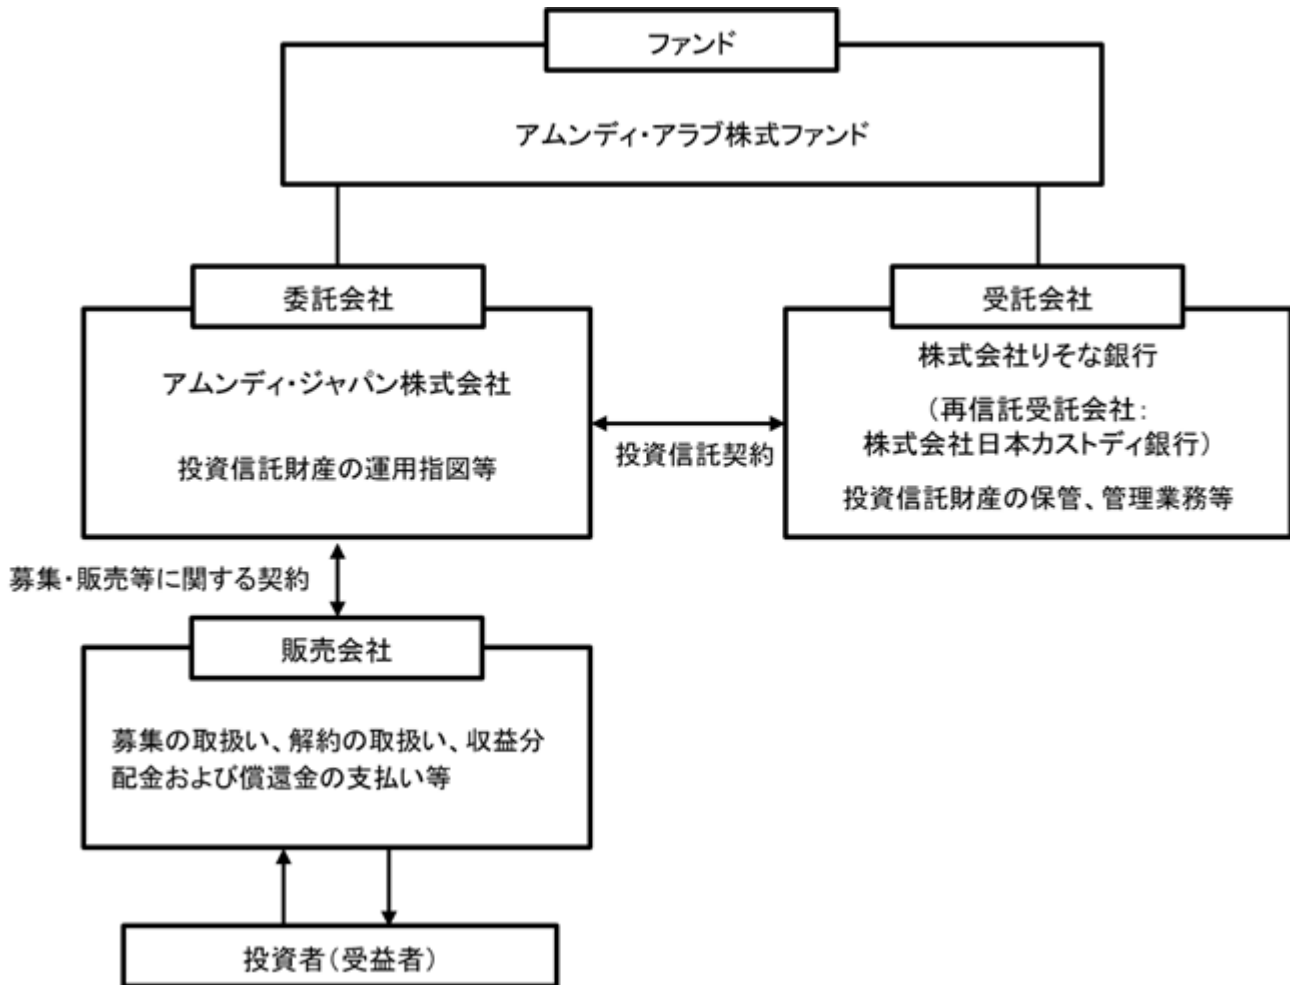 ファンド
アムンディ・アラブ株式ファンド
委託会社
アムンディ・ジャパン株式会社
投資信託財産の運用指図等
投資信託契約
受託会社
株式会社りそな銀行
（再信託受託会社：
株式会社日本カストディ銀行）
投資信託財産の保管、管理業務等
募集・販売等に関する契約
販売会社
募集の取扱い、解約の取扱い、収益分
配金および償還金の支払い等
投資者（受益者）